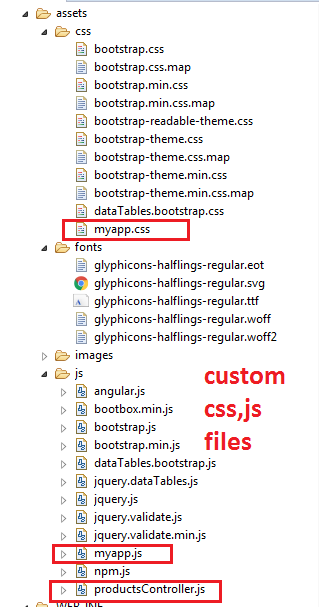 assets
css
bootstrap.css
bootstrap.css.map
bootstrap.min.css
bootstrap.min.css.map
bootstrap-readable-theme.css
bootstrap-theme.css
bootstrap-theme.css.map
bootstrap-theme.min.css
bootstrap-theme.min.css.map
dataTables.bootstrap.css
myapp.css
fonts
glyphicons-halflings-regular.eot
glyphicons-halflings-regular.svg
glyphicons-halflings-regular.ttf
glyphicons-halflings-regular.woff
glyphicons-halflings-regular.woff2
images
js
angular.js
bootbox.min.js
bootstrap.js
bootstrap.min.js
dataTables.bootstrap.js
jquery.dataTables.js
jquery.js
jquery.validate.js
jquery.validate.min.js
myapp.js
npm.js
productsController.js
custom
css,js
files